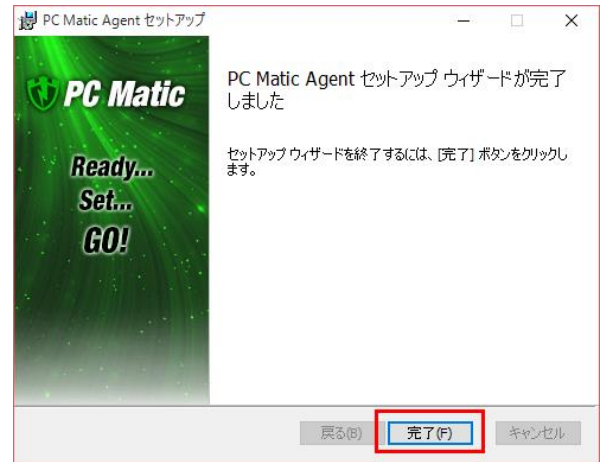 PC Matic Agent セットアップ
PC Matic
Ready...
Set...
GO!
PC Matic Agent セットアップ ウィザードが完了
しました
セットアップ ウィザードを終了するには、[完了] ボタンをクリックし
ます。
戻る(B) 完了(F) キャンセル